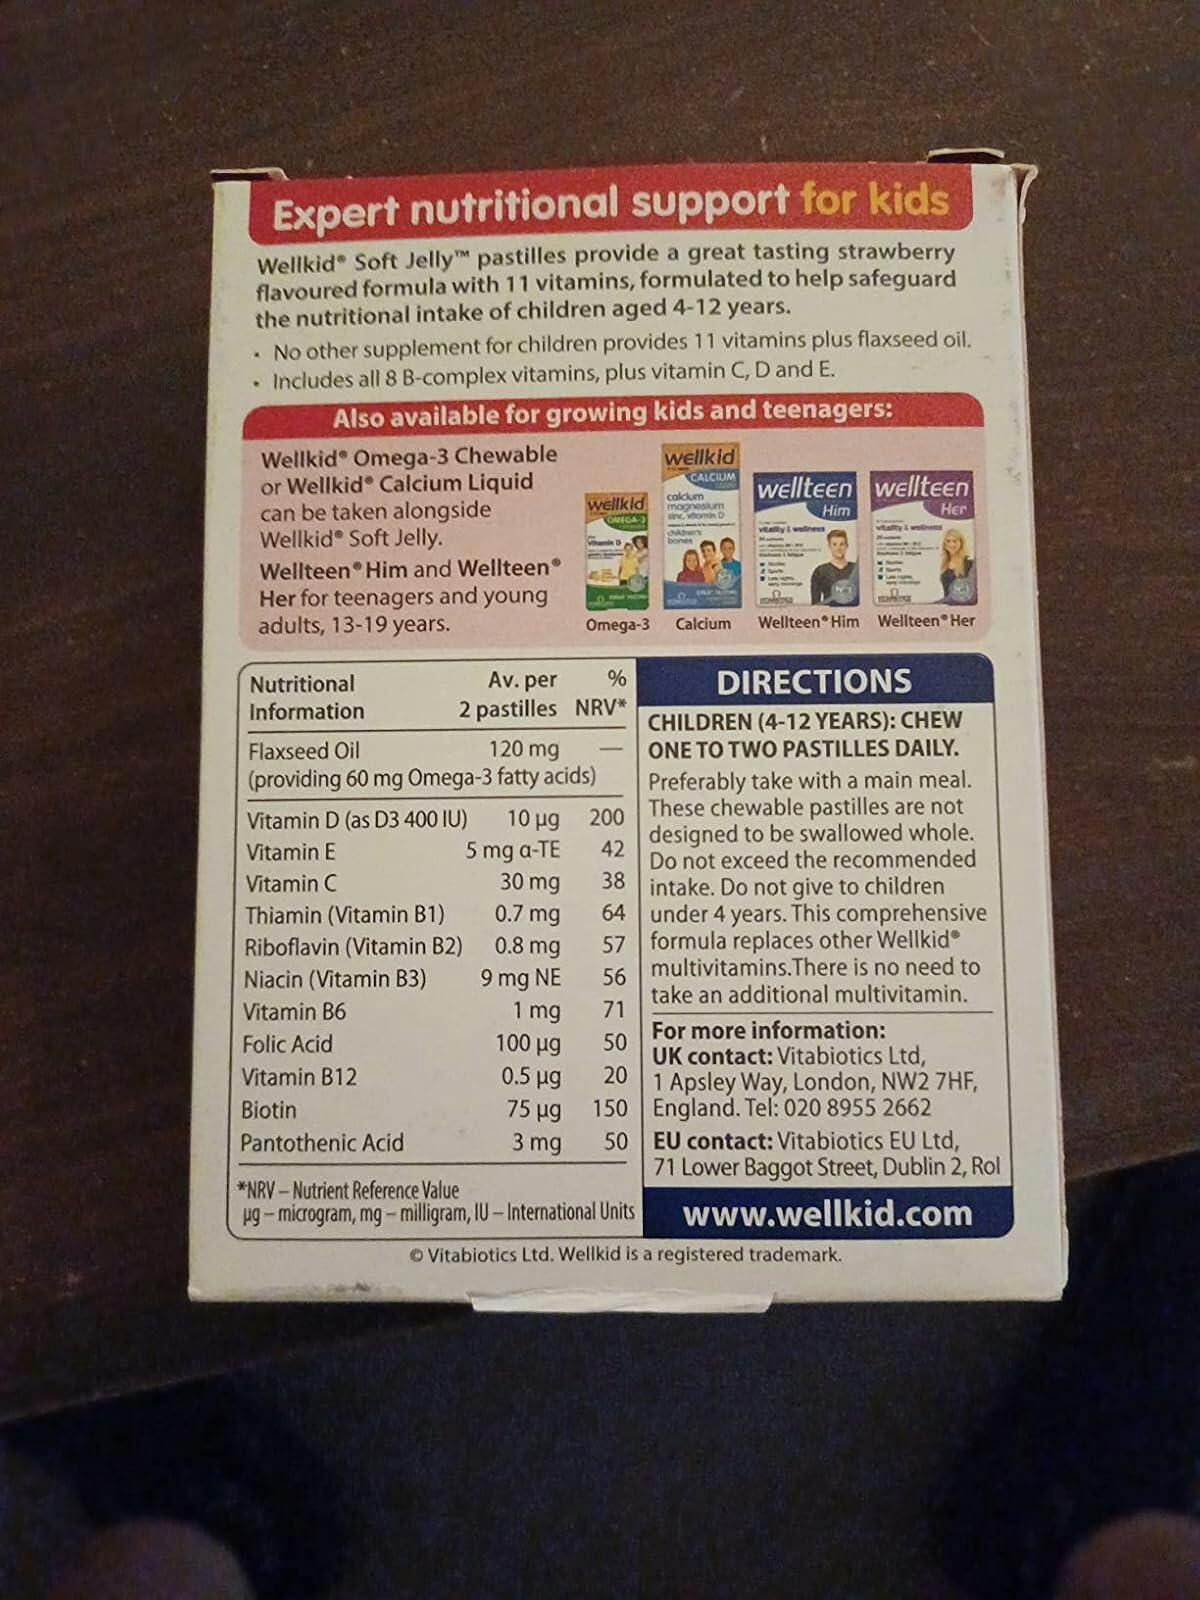 Expert nutritional support for kids
Wellkid® Soft Jelly™ pastilles provide a great tasting strawberry
flavoured formula with 11 vitamins, formulated to help safeguard
the nutritional intake of children aged 4-12 years.
• No other supplement for children provides 11 vitamins plus flaxseed oil.
• Includes all 8 B-complex vitamins, plus vitamin C, D and E.
Also available for growing kids and teenagers:
Wellkid® Omega-3 Chewable
or Wellkid® Calcium Liquid
can be taken alongside
Wellkid® Soft Jelly.
Wellteen® Him and Wellteen®
Her for teenagers and young
adults, 13-19 years.
wellkid
OMEGA-3
Vitamin D
Omega-3
wellkid
CALCIUM
calcium
magnesium
zinc, vitamin D
children's
bones
Calcium
wellteen
Him
vitality & wellness
Wellteen® Him
wellteen
Her
vitality & wellness
Wellteen® Her
Nutritional Av. per %
Information 2 pastilles NRV*
Flaxseed Oil 120 mg —
(providing 60 mg Omega-3 fatty acids)
Vitamin D (as D3 400 IU) 10 µg 200
Vitamin E 5 mg α-TE 42
Vitamin C 30 mg 38
Thiamin (Vitamin B1) 0.7 mg 64
Riboflavin (Vitamin B2) 0.8 mg 57
Niacin (Vitamin B3) 9 mg NE 56
Vitamin B6 1 mg 71
Folic Acid 100 µg 50
Vitamin B12 0.5 µg 20
Biotin 75 µg 150
Pantothenic Acid 3 mg 50
*NRV – Nutrient Reference Value
µg – microgram, mg – milligram, IU – International Units
DIRECTIONS
CHILDREN (4-12 YEARS): CHEW
ONE TO TWO PASTILLES DAILY.
Preferably take with a main meal.
These chewable pastilles are not
designed to be swallowed whole.
Do not exceed the recommended
intake. Do not give to children
under 4 years. This comprehensive
formula replaces other Wellkid®
multivitamins.There is no need to
take an additional multivitamin.
For more information:
UK contact: Vitabiotics Ltd,
1 Apsley Way, London, NW2 7HF,
England. Tel: 020 8955 2662
EU contact: Vitabiotics EU Ltd,
71 Lower Baggot Street, Dublin 2, RoI
www.wellkid.com
© Vitabiotics Ltd. Wellkid is a registered trademark.